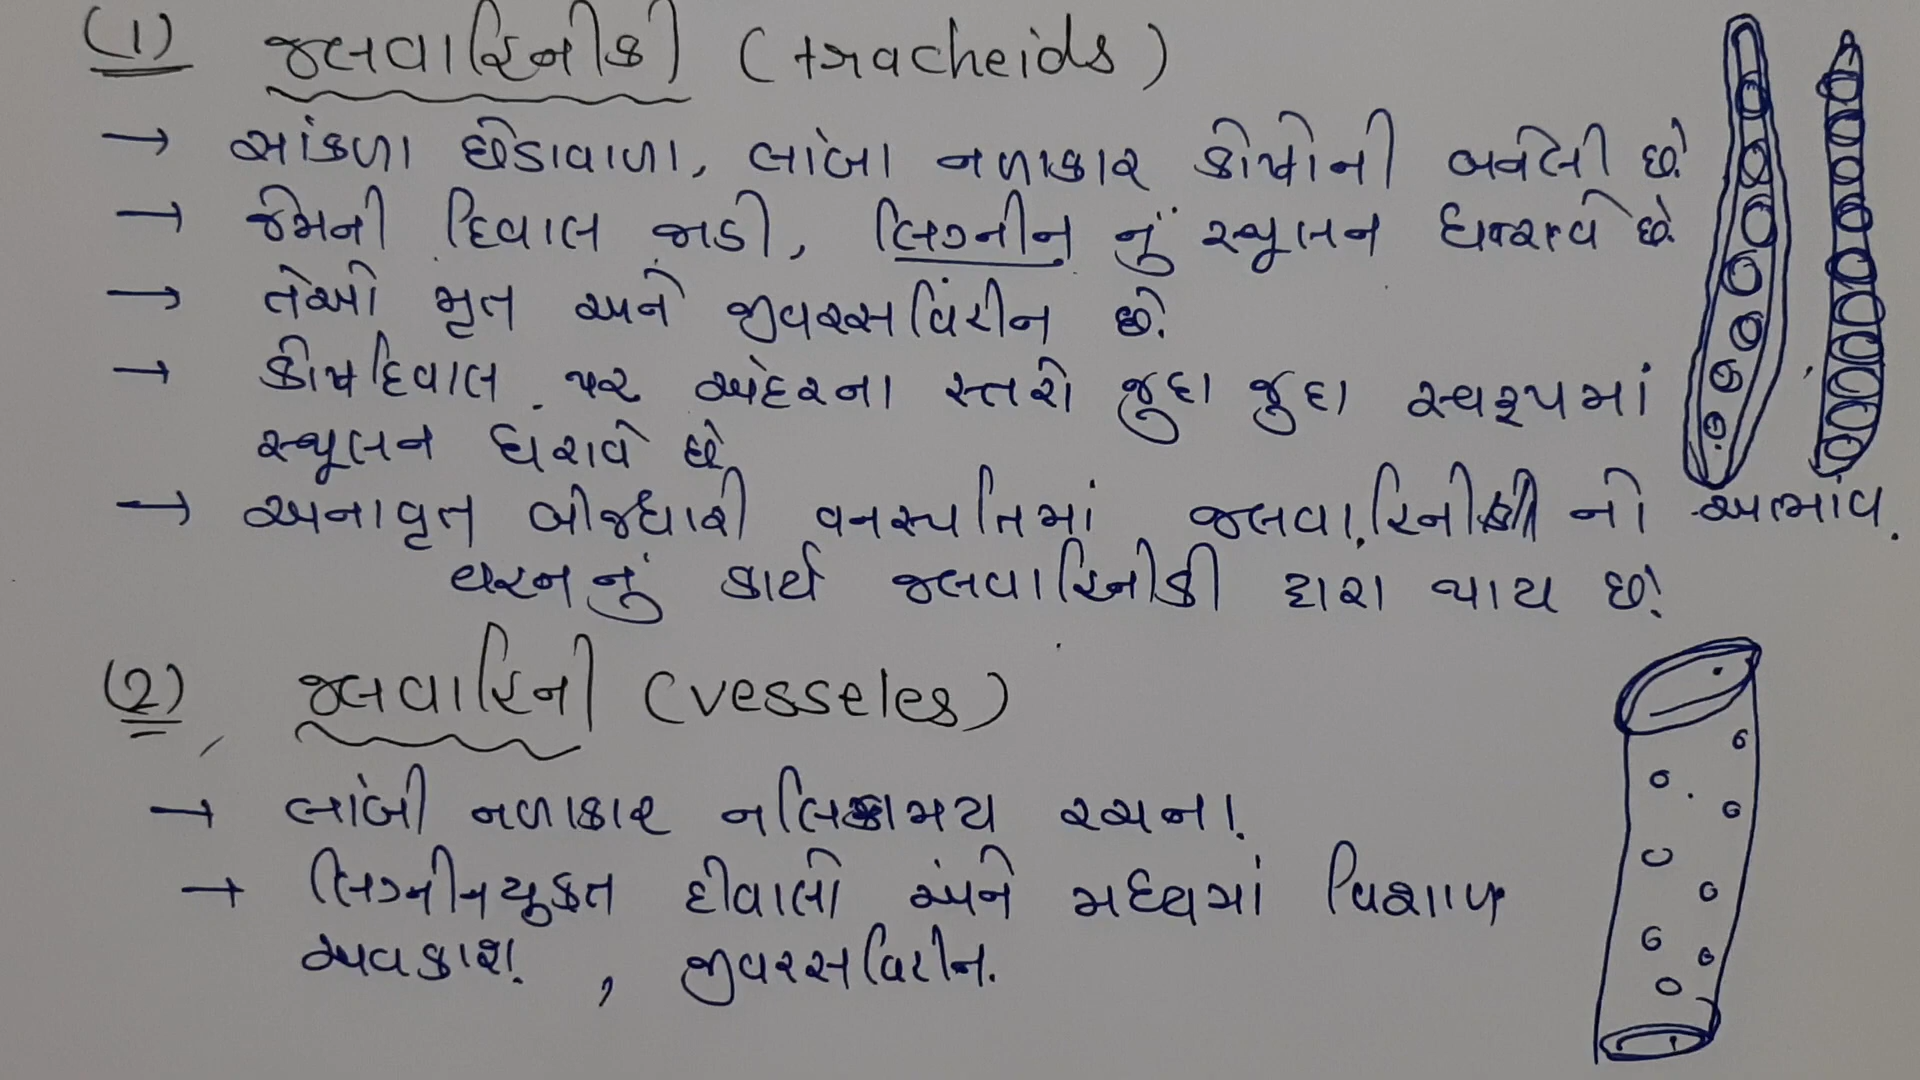 (1) જલવાહિનીકી (tracheids)
→ સાંકળા છેડાવાળા, લાંબા નળાકાર કોષોની બનેલી છે.
→ જેમની દિવાલ જાડી, લિગ્નીન નું સ્થૂલન ધરાવે છે.
→ તેઓ મૃત અને જીવરસવિહીન છે.
→ કોષદિવાલ પર અંદરના સ્તરો જુદા જુદા સ્વરૂપમાં
સ્થૂલન ધરાવે છે
→ અનાવૃત બીજધારી વનસ્પતિમાં જલવાહિની નો અભાવ.
વહન નું કાર્ય જલવાહિનીકી દ્વારા થાય છે.
(2) જલવાહિની (vesseles)
→ લાંબી નળાકાર નલિકામય રચના.
→ લિગ્નીનયુકત દીવાલો અને મધ્યમાં વિશાળ
અવકાશ. , જીવરસવિહીન.